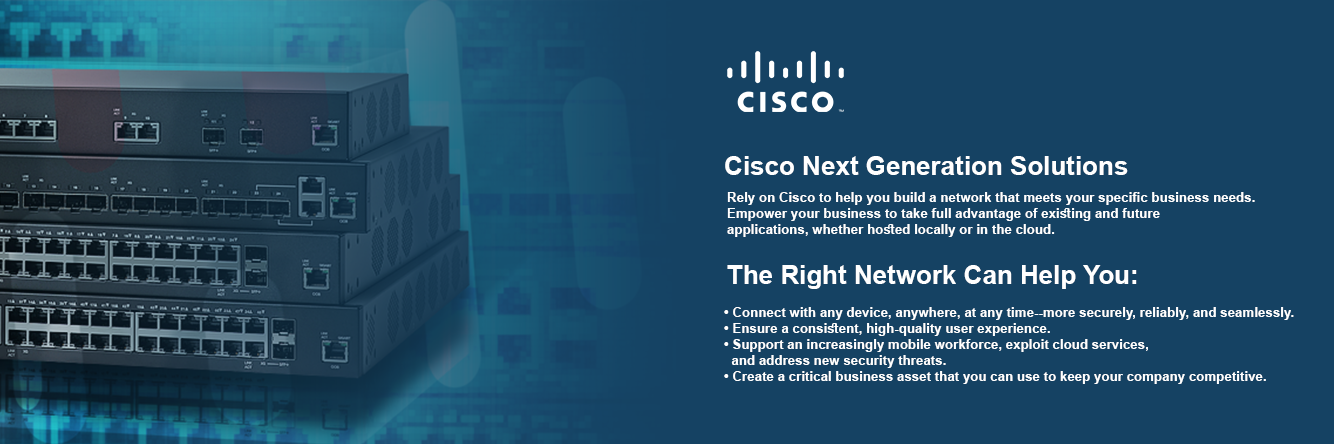 CISCO
Cisco Next Generation Solutions
Rely on Cisco to help you build a network that meets your specific business needs.
Empower your business to take full advantage of existing and future
applications, whether hosted locally or in the cloud.
The Right Network Can Help You:
• Connect with any device, anywhere, at any time--more securely, reliably, and seamlessly.
• Ensure a consistent, high-quality user experience.
• Support an increasingly mobile workforce, exploit cloud services,
and address new security threats.
• Create a critical business asset that you can use to keep your company competitive.